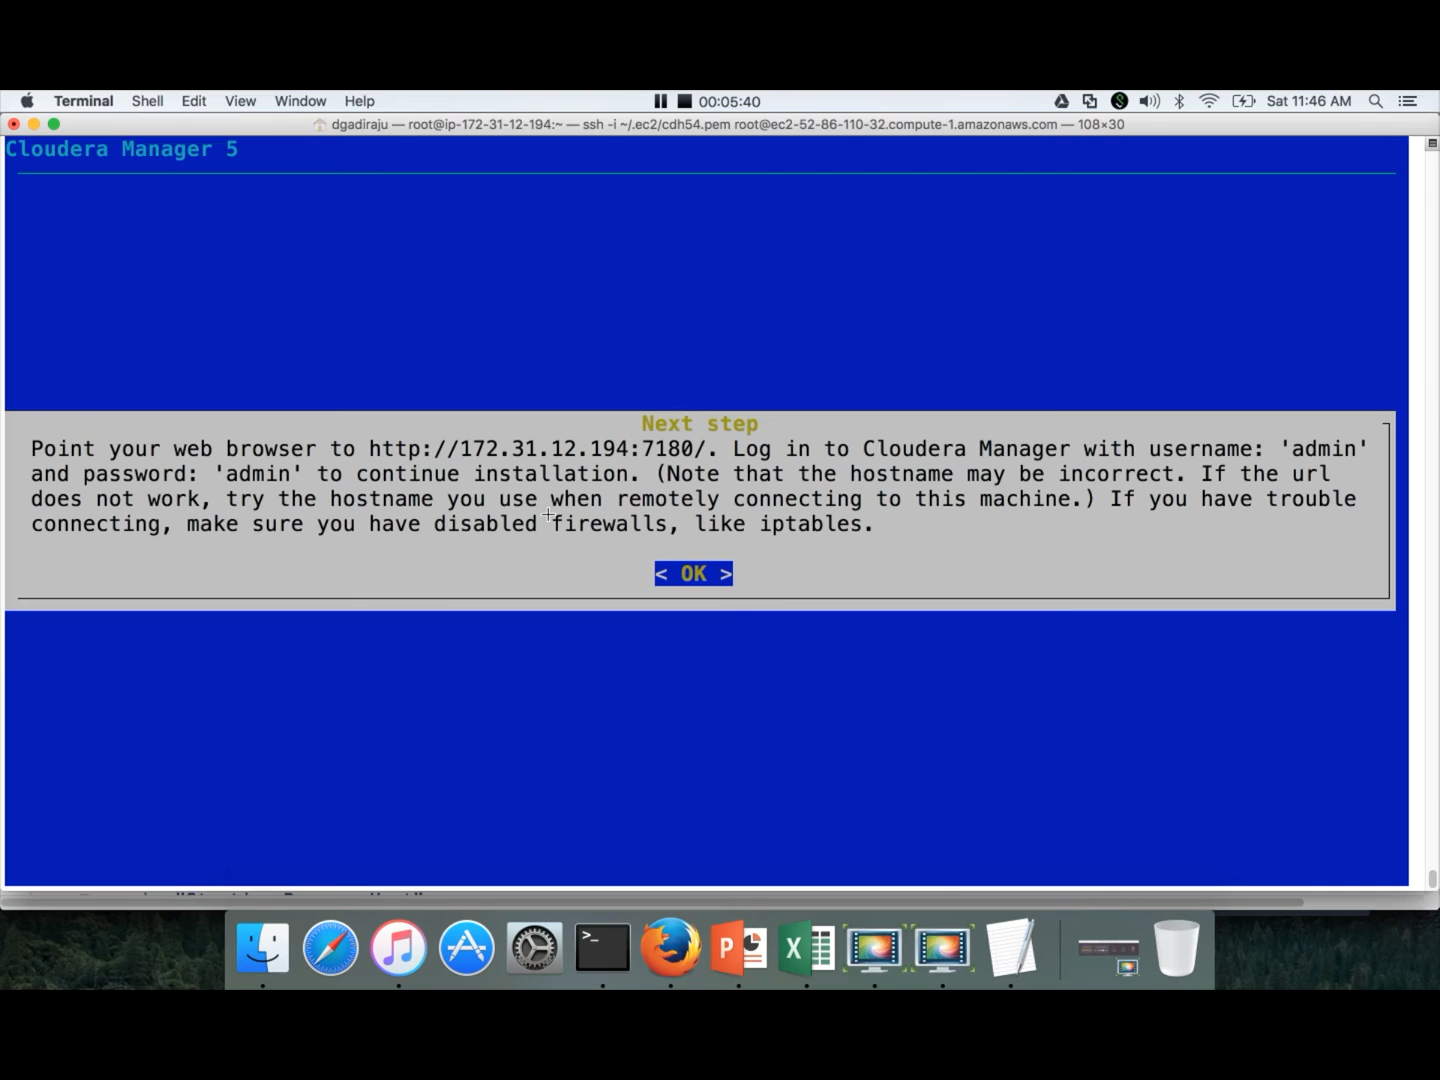 Terminal Shell Edit View Window Help 00:05:40 Sat 11:46 AM
dgadiraju — root@ip-172-31-12-194:~ — ssh -i ~/.ec2/cdh54.pem root@ec2-52-86-110-32.compute-1.amazonaws.com — 108×30
Cloudera Manager 5
Next step
Point your web browser to http://172.31.12.194:7180/. Log in to Cloudera Manager with username: 'admin'
and password: 'admin' to continue installation. (Note that the hostname may be incorrect. If the url
does not work, try the hostname you use when remotely connecting to this machine.) If you have trouble
connecting, make sure you have disabled firewalls, like iptables.
< OK >